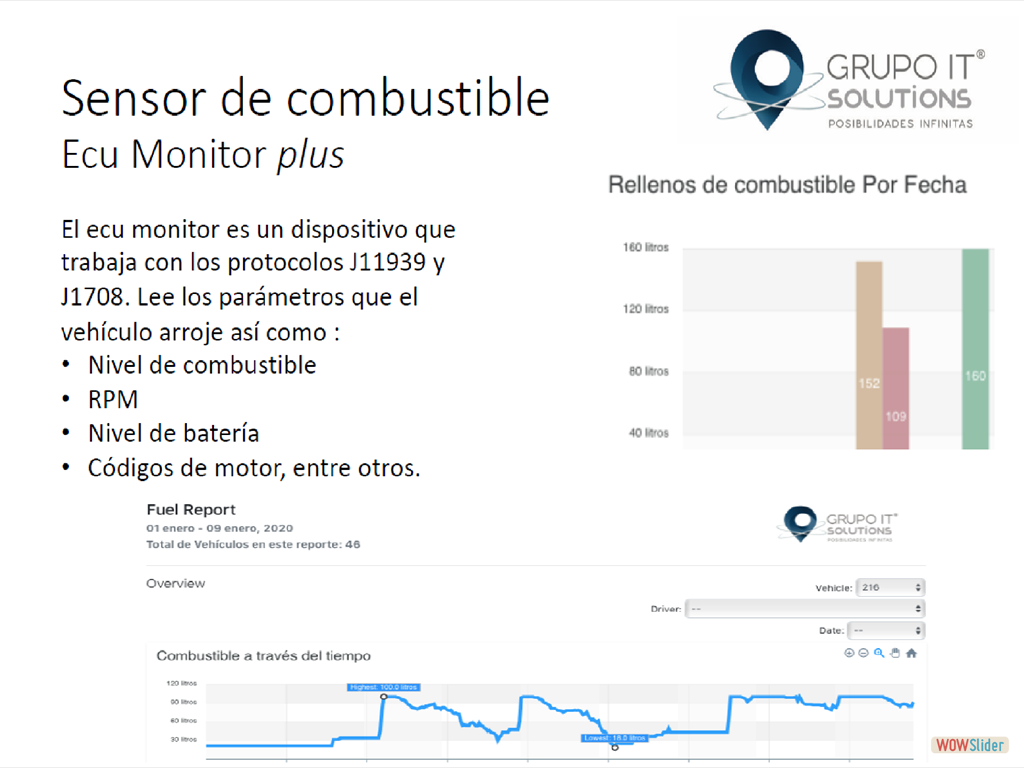 Sensor de combustible
Ecu Monitor plus
GRUPO IT®
SOLUTIONS
POSIBILIDADES INFINITAS
El ecu monitor es un dispositivo que
trabaja con los protocolos J11939 y
J1708. Lee los parámetros que el
vehículo arroje así como :
• Nivel de combustible
• RPM
• Nivel de batería
• Códigos de motor, entre otros.
Rellenos de combustible Por Fecha
160 litros
120 litros
80 litros
40 litros
152
109
160
Fuel Report
01 enero - 09 enero, 2020
Total de Vehículos en este reporte: 46
GRUPO IT®
SOLUTIONS
POSIBILIDADES INFINITAS
Overview
Vehicle: 216
Driver: --
Date: --
Combustible a través del tiempo
120 litros
90 litros
60 litros
30 litros
Highest: 100.0 litros
Lowest: 18.0 litros
WOWSlider